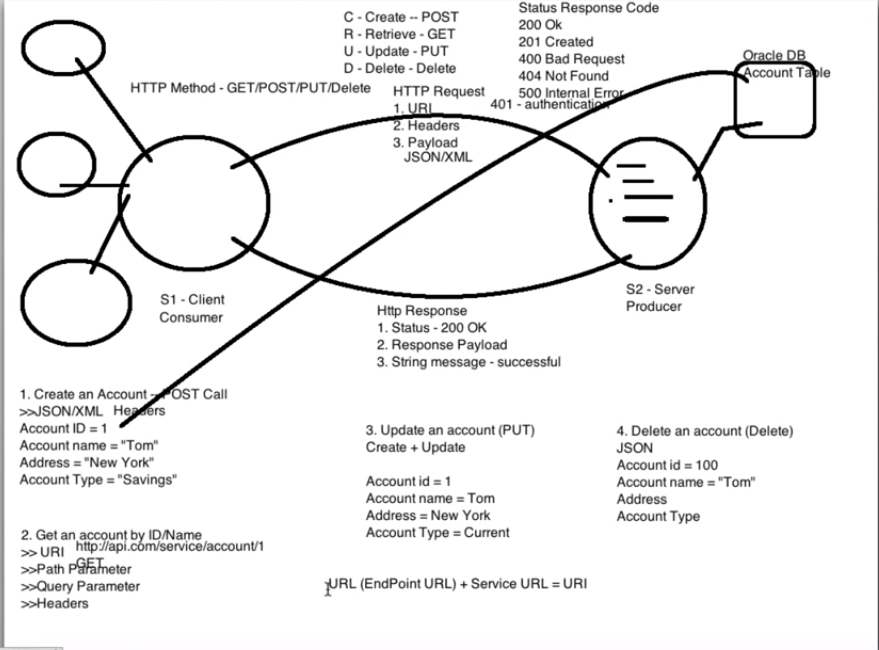 C - Create -- POST
R - Retrieve - GET
U - Update - PUT
D - Delete - Delete
Status Response Code
200 Ok
201 Created
400 Bad Request
404 Not Found
500 Internal Error
401 - authentication
Oracle DB
Account Table
HTTP Method - GET/POST/PUT/Delete
HTTP Request
1. URI
2. Headers
3. Payload
JSON/XML
S1 - Client
Consumer
S2 - Server
Producer
Http Response
1. Status - 200 OK
2. Response Payload
3. String message - successful
1. Create an Account -- POST Call
>>JSON/XML Headers
Account ID = 1
Account name = "Tom"
Address = "New York"
Account Type = "Savings"
2. Get an account by ID/Name
>> URI http://api.com/service/account/1
GET
>>Path Parameter
>>Query Parameter
>>Headers
3. Update an account (PUT)
Create + Update
Account id = 1
Account name = Tom
Address = New York
Account Type = Current
4. Delete an account (Delete)
JSON
Account id = 100
Account name = "Tom"
Address
Account Type
URL (EndPoint URL) + Service URL = URI